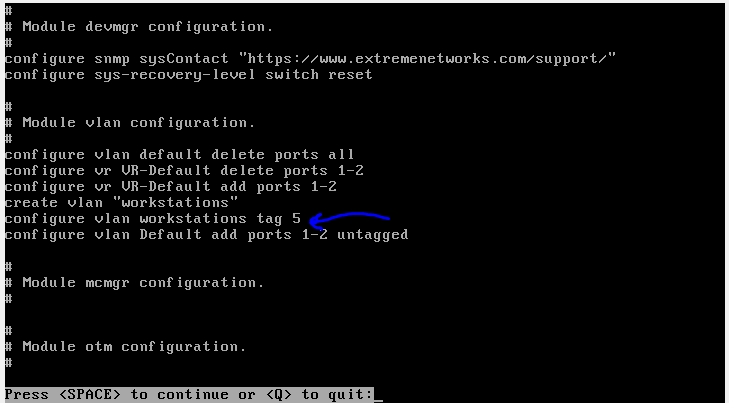 #
# Module devmgr configuration.
#
configure snmp sysContact "https://www.extremenetworks.com/support/"
configure sys-recovery-level switch reset
#
# Module vlan configuration.
#
configure vlan default delete ports all
configure vr VR-Default delete ports 1-2
configure vr VR-Default add ports 1-2
create vlan "workstations"
configure vlan workstations tag 5
configure vlan Default add ports 1-2 untagged
#
# Module mcmgr configuration.
#
#
# Module otm configuration.
#
Press <SPACE> to continue or <Q> to quit:_